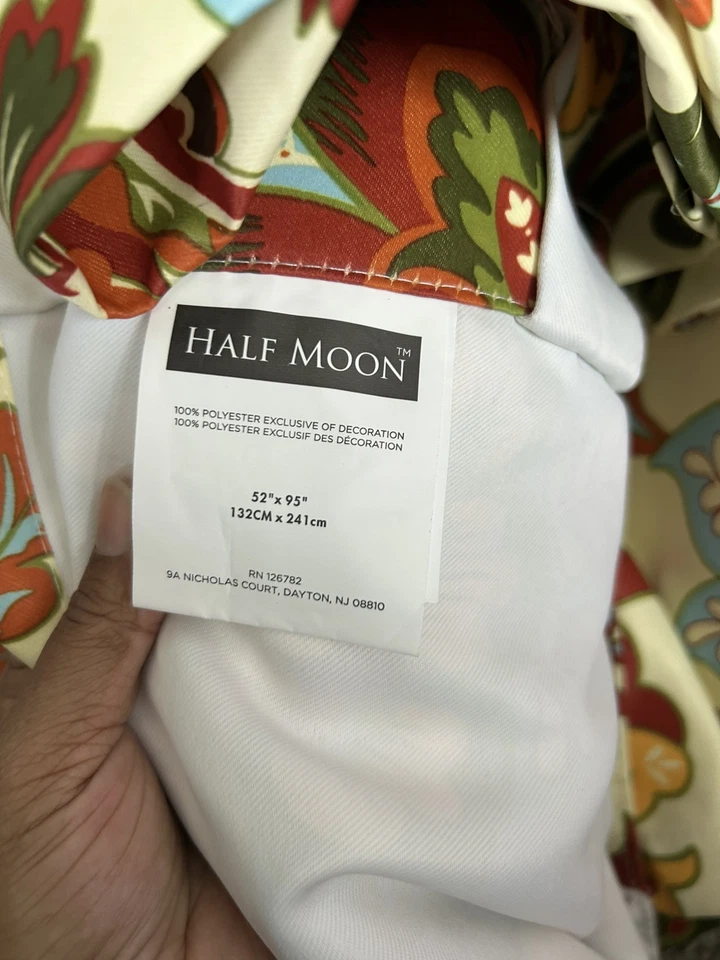 HALF MOON™
100% POLYESTER EXCLUSIVE OF DECORATION
100% POLYESTER EXCLUSIF DES DÉCORATION
52"x 95"
132CM x 241cm
RN 126782
9A NICHOLAS COURT, DAYTON, NJ 08810